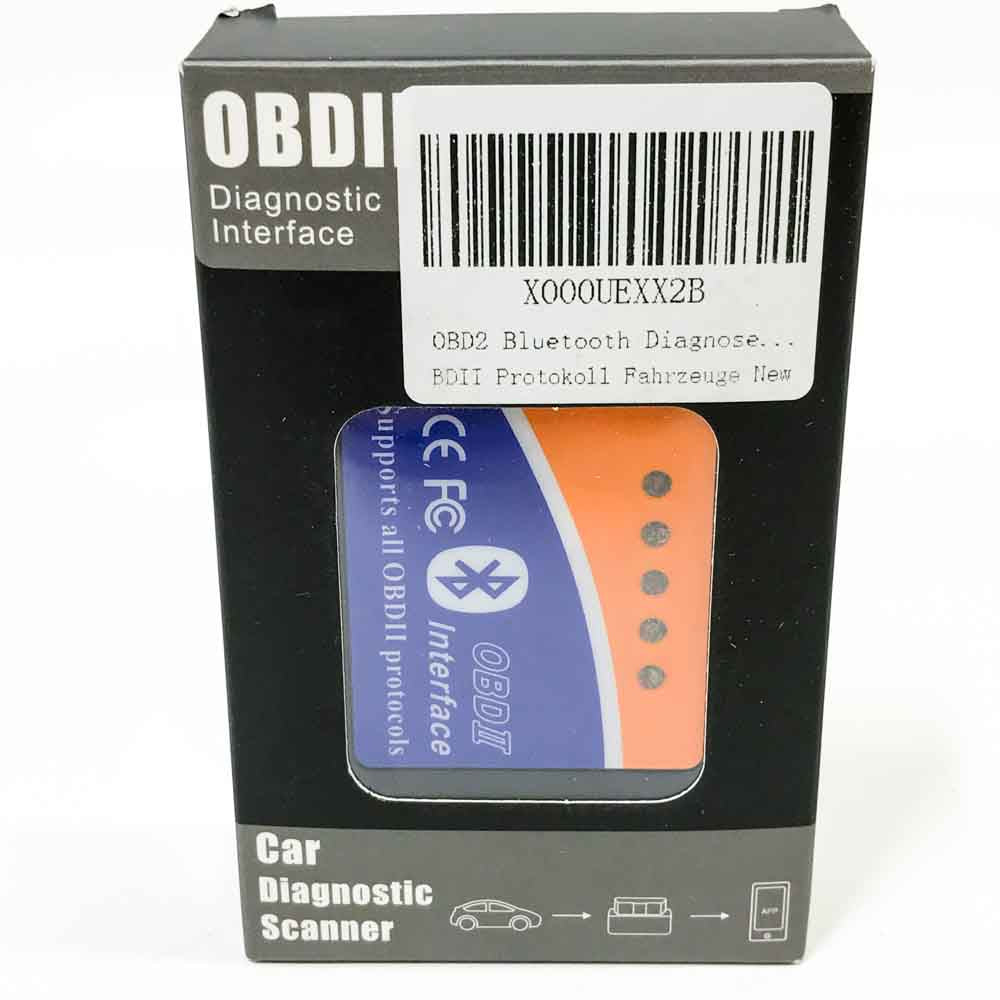 OBDII
Diagnostic
Interface
X000UEXX2B
OBD2 Bluetooth Diagnose...
BDII Protokoll Fahrzeuge New
CE FC
Supports all OBDII protocols
OBDII
Interface
Car
Diagnostic
Scanner
APP